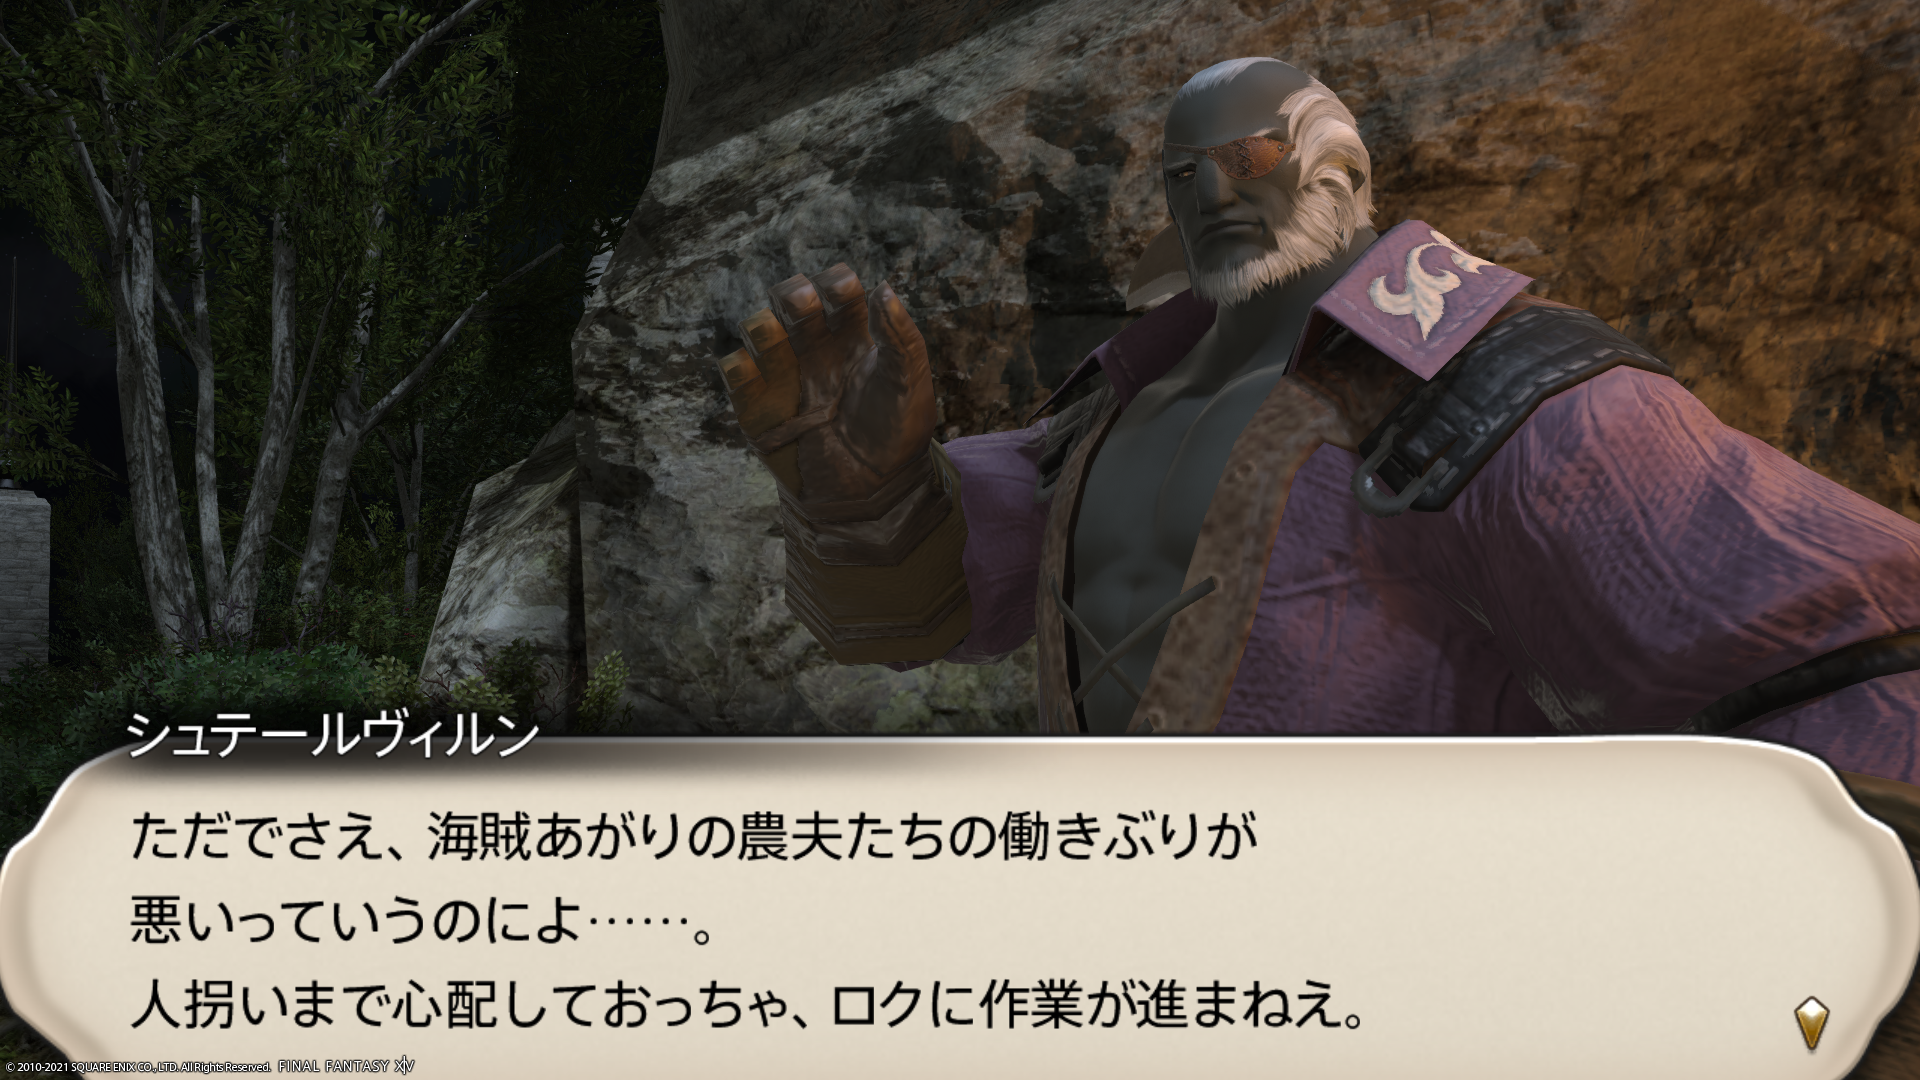 シュテールヴィルン
ただでさえ、海賊あがりの農夫たちの働きぶりが
悪いっていうのによ……。
人拐いまで心配しておっちゃ、ロクに作業が進まねえ。
© 2010-2021 SQUARE ENIX CO., LTD. All Rights Reserved. FINAL FANTASY XIV